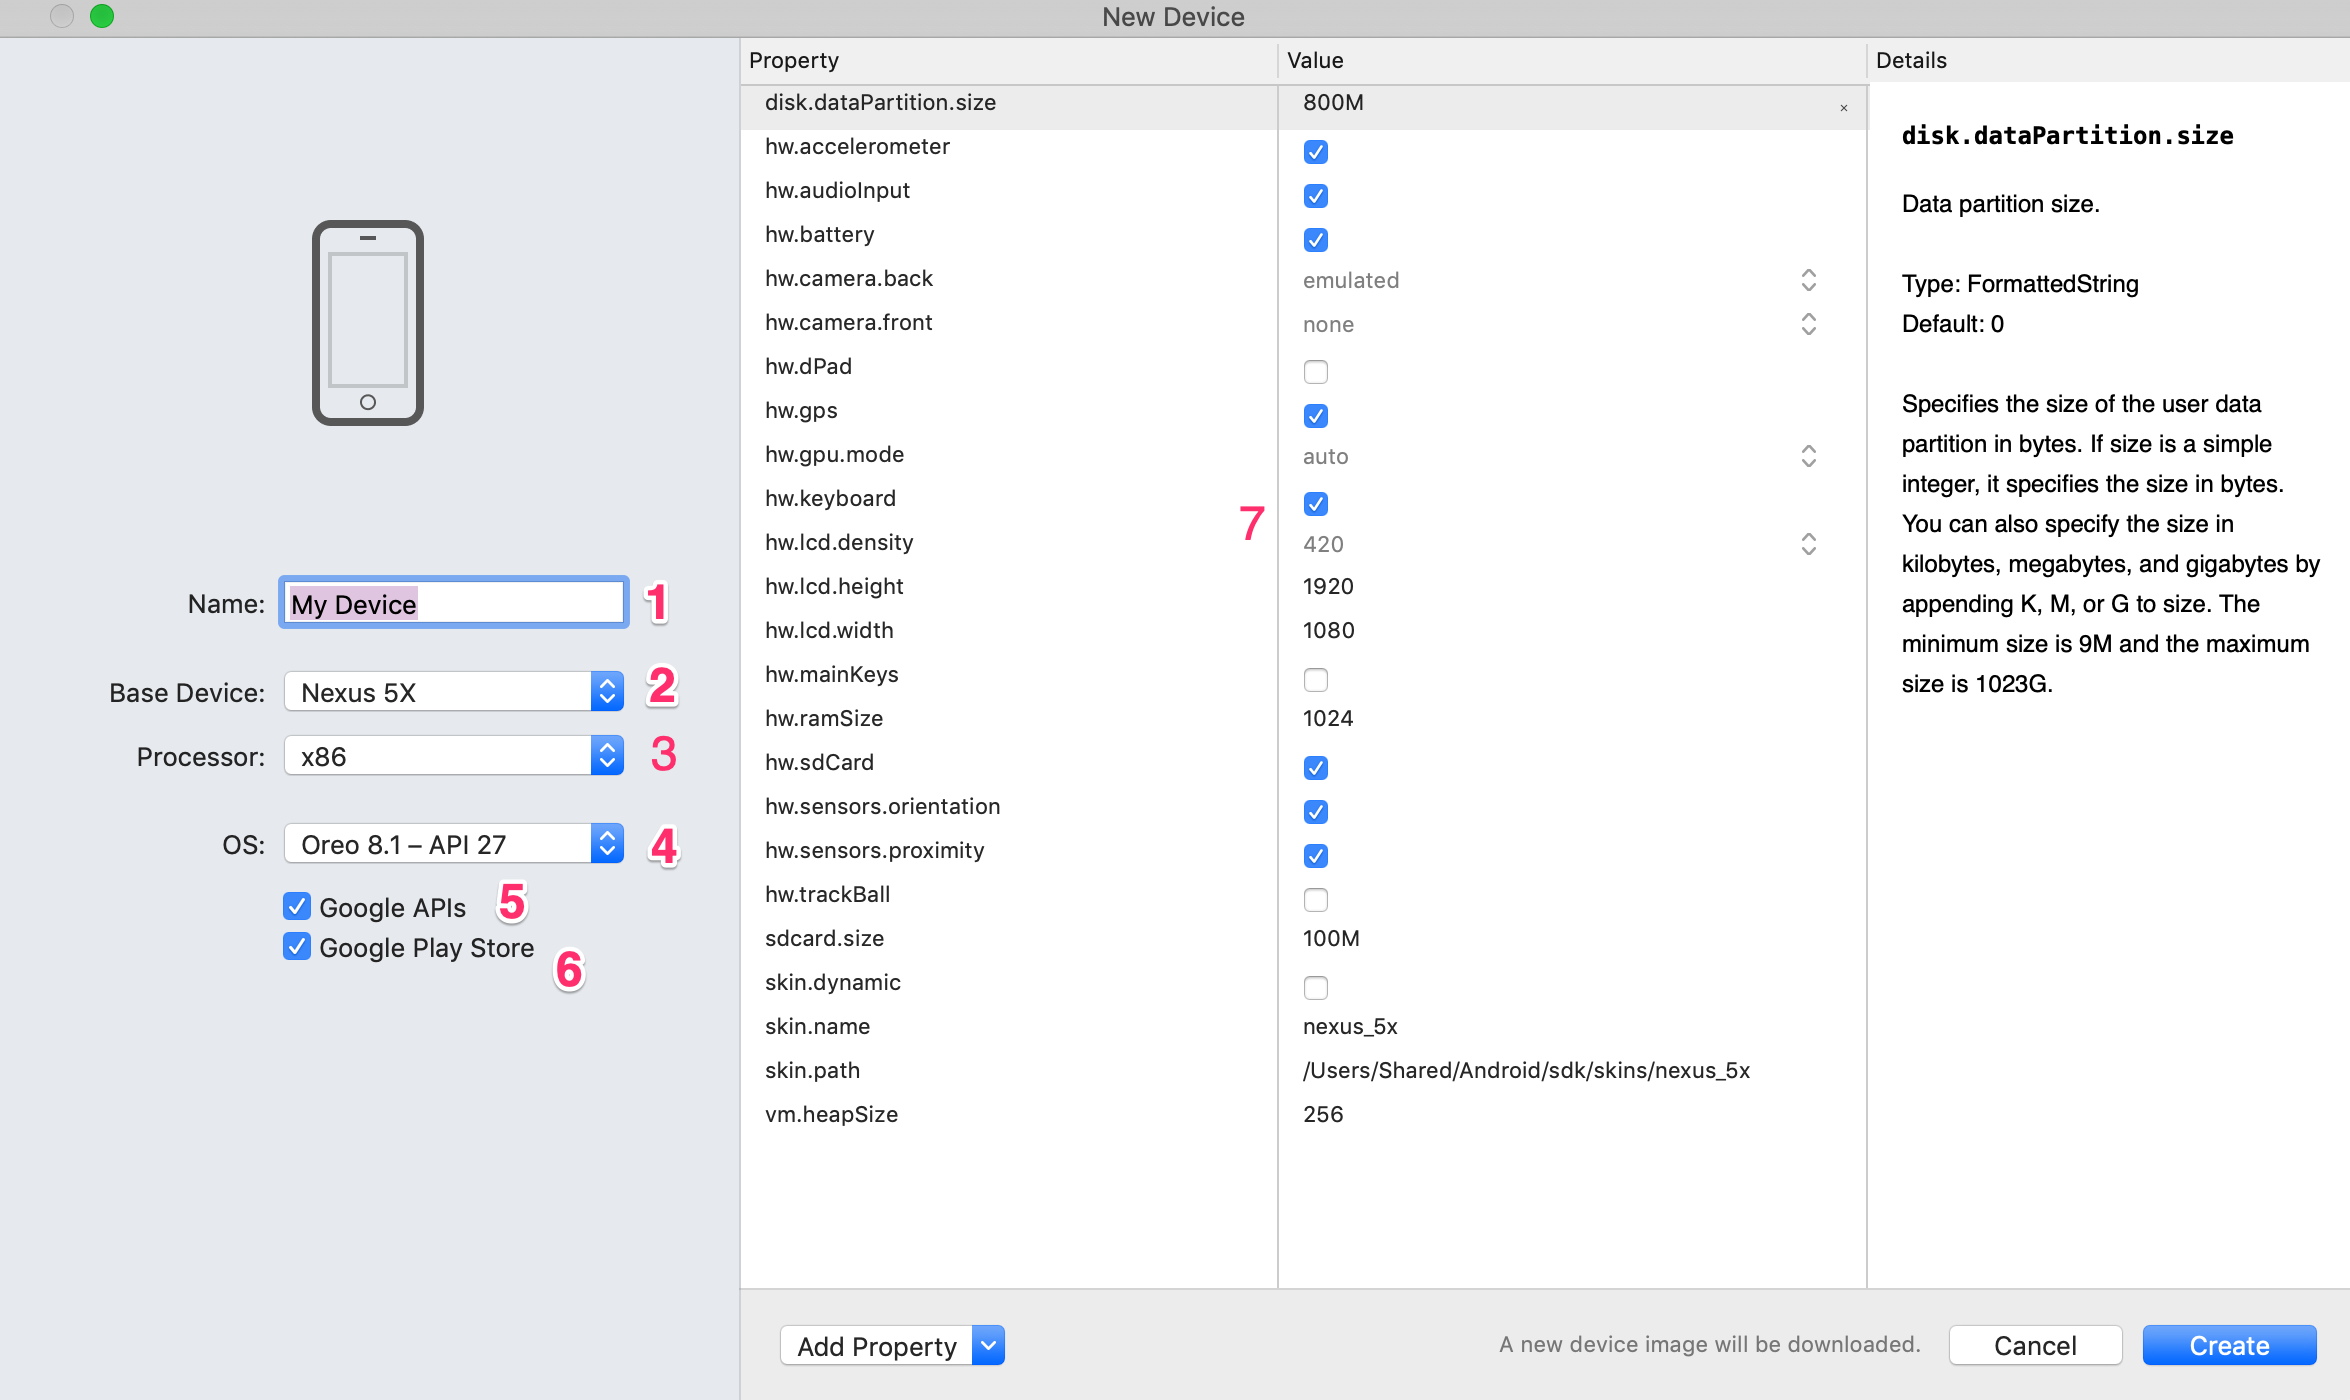 New Device
Name: My Device 1
Base Device: Nexus 5X 2
Processor: x86 3
OS: Oreo 8.1 – API 27 4
Google APIs 5
Google Play Store 6
Property Value
disk.dataPartition.size 800M ×
hw.accelerometer
hw.audioInput
hw.battery
hw.camera.back emulated
hw.camera.front none
hw.dPad
hw.gps
hw.gpu.mode auto
hw.keyboard
7
hw.lcd.density 420
hw.lcd.height 1920
hw.lcd.width 1080
hw.mainKeys
hw.ramSize 1024
hw.sdCard
hw.sensors.orientation
hw.sensors.proximity
hw.trackBall
sdcard.size 100M
skin.dynamic
skin.name nexus_5x
skin.path /Users/Shared/Android/sdk/skins/nexus_5x
vm.heapSize 256
Details
disk.dataPartition.size
Data partition size.
Type: FormattedString
Default: 0
Specifies the size of the user data
partition in bytes. If size is a simple
integer, it specifies the size in bytes.
You can also specify the size in
kilobytes, megabytes, and gigabytes by
appending K, M, or G to size. The
minimum size is 9M and the maximum
size is 1023G.
Add Property A new device image will be downloaded. Cancel Create